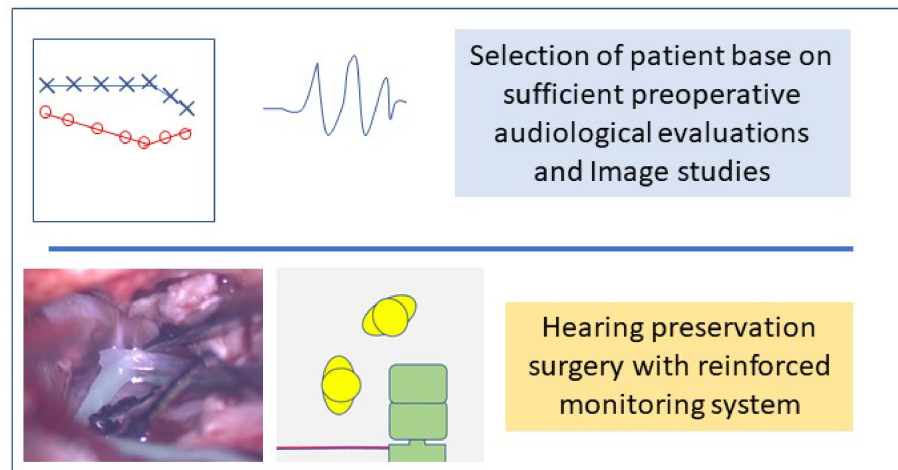 Selection of patient base on
sufficient preoperative
audiological evaluations
and Image studies
Hearing preservation
surgery with reinforced
monitoring system